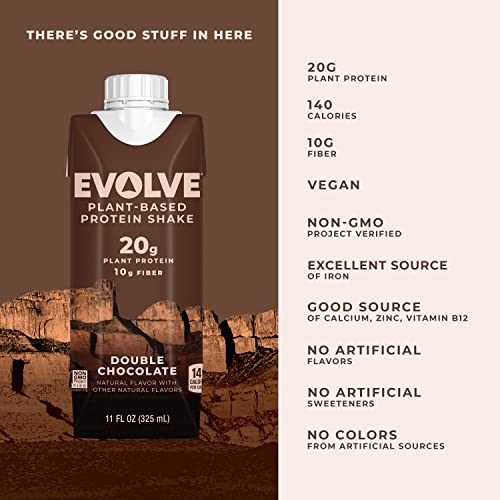 THERE'S GOOD STUFF IN HERE
EVOLVE
PLANT-BASED
PROTEIN SHAKE
20g
PLANT PROTEIN
10g FIBER
DOUBLE
CHOCOLATE
NATURAL FLAVOR WITH
OTHER NATURAL FLAVORS
11 FL OZ (325 mL)
NON
GMO
20G
PLANT PROTEIN
140
CALORIES
10G
FIBER
VEGAN
NON-GMO
PROJECT VERIFIED
EXCELLENT SOURCE
OF IRON
GOOD SOURCE
OF CALCIUM, ZINC, VITAMIN B12
NO ARTIFICIAL
FLAVORS
NO ARTIFICIAL
SWEETENERS
NO COLORS
FROM ARTIFICIAL SOURCES